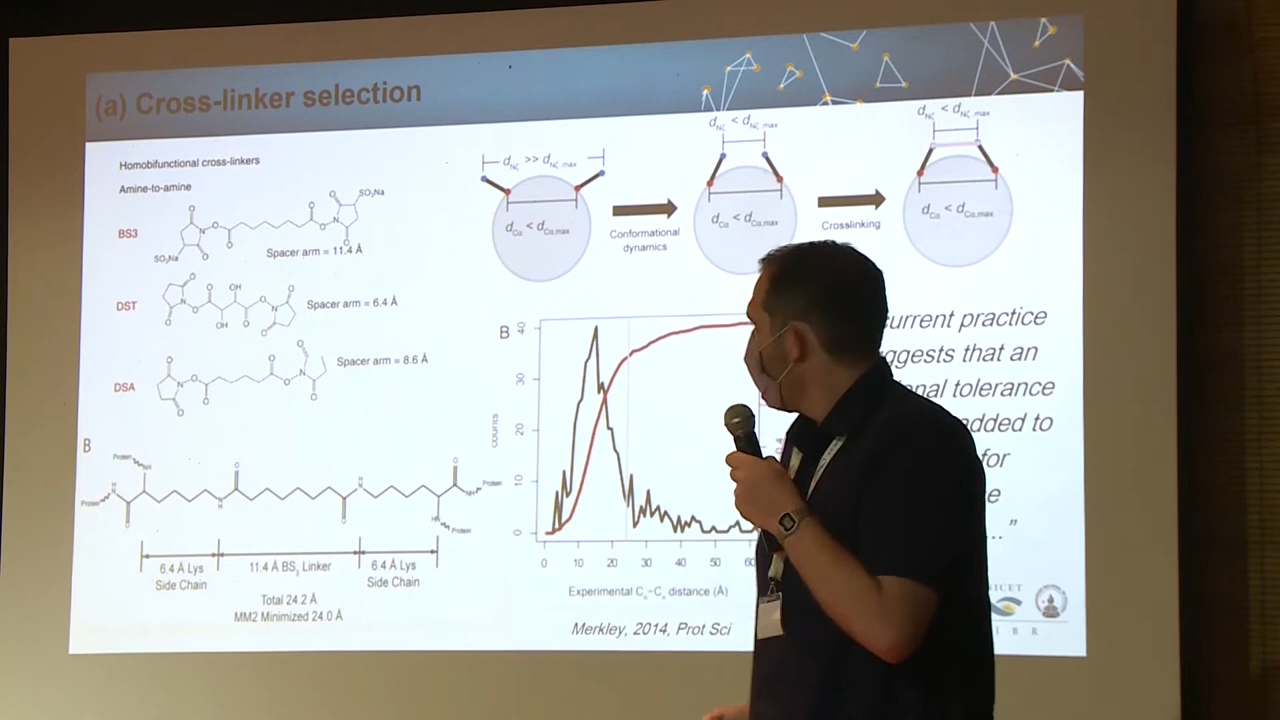 (a) Cross-linker selection
Homobifunctional cross-linkers
Amine-to-amine
BS3
SO₃Na
SO₃Na
Spacer arm = 11.4 Å
DST
OH
OH
Spacer arm = 6.4 Å
DSA
Spacer arm = 8.6 Å
B
Protein
NH
Protein
Protein
NH
Protein
6.4 Å Lys
Side Chain
11.4 Å BS₃ Linker
6.4 Å Lys
Side Chain
Total 24.2 Å
MM2 Minimized 24.0 Å
dNζ >> dNζ,max
dCα < dCα,max
Conformational
dynamics
dNζ < dNζ,max
dCα < dCα,max
Crosslinking
dNζ < dNζ,max
dCα < dCα,max
B
counts
40
30
20
10
0
0 10 20 30 40 50 60
Experimental Cα~Cα distance (Å)
Merkley, 2014, Prot Sci
current practice
that an
tolerance
added to
for
...”
I B R